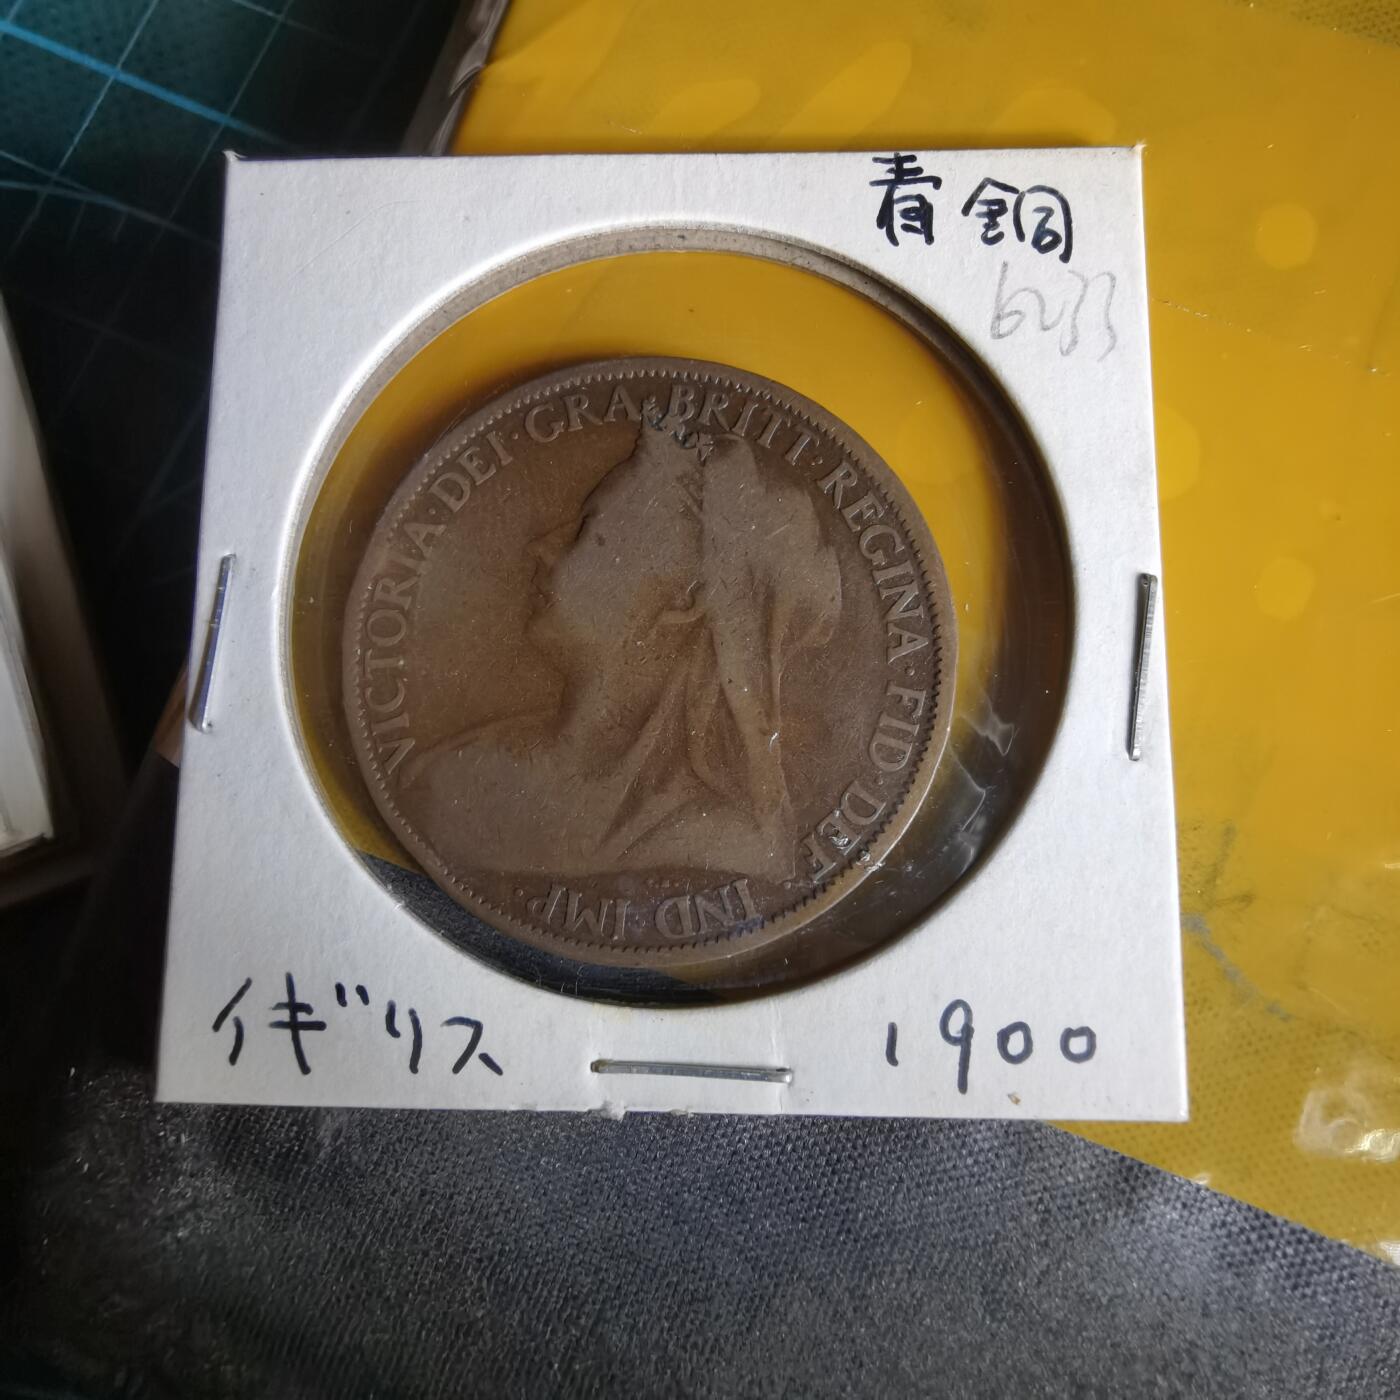 青銅
VICTORIA·DEI·GRA·BRITT·REGINA·FID·DEF·
IND·IMP·
イギリス
1900